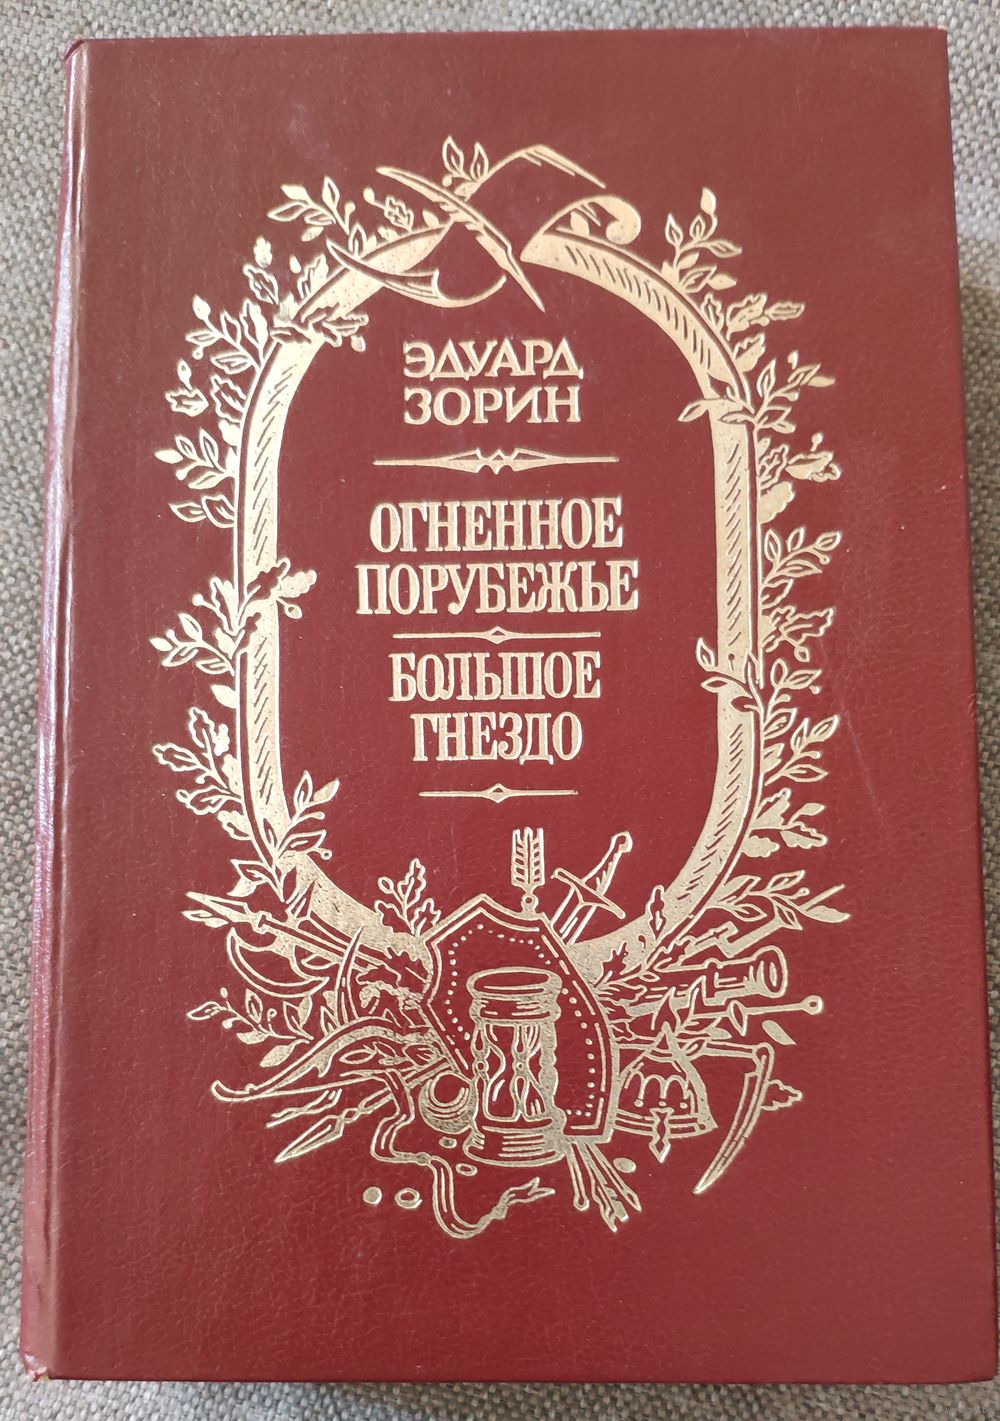 ЭДУАРД
ЗОРИН
ОГНЕННОЕ
ПОРУБЕЖЬЕ
БОЛЬШОЕ
ГНЕЗДО